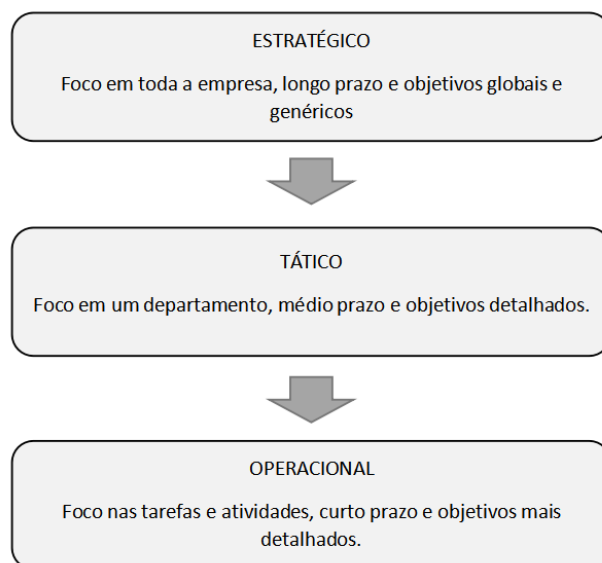 ESTRATÉGICO
Foco em toda a empresa, longo prazo e objetivos globais e
genéricos
TÁTICO
Foco em um departamento, médio prazo e objetivos detalhados.
OPERACIONAL
Foco nas tarefas e atividades, curto prazo e objetivos mais
detalhados.